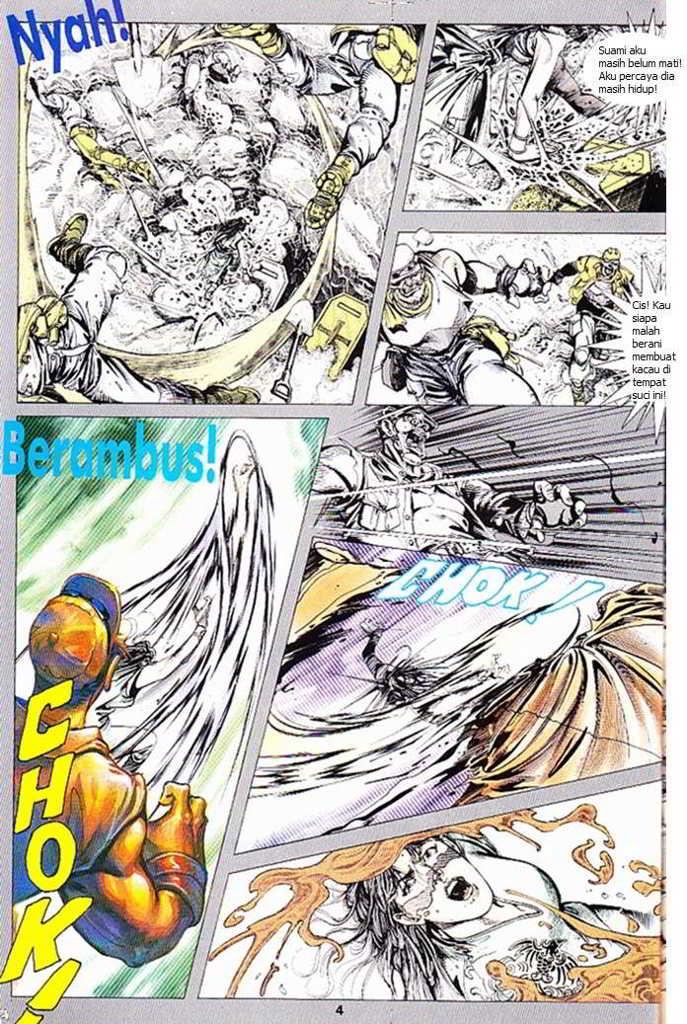 Nyah!
Suami aku
masih belum mati!
Aku percaya dia
masih hidup!
Cis! Kau
siapa
malah
berani
membuat
kacau di
tempat
suci ini!
Berambus!
CHOK!
CHOK!
4